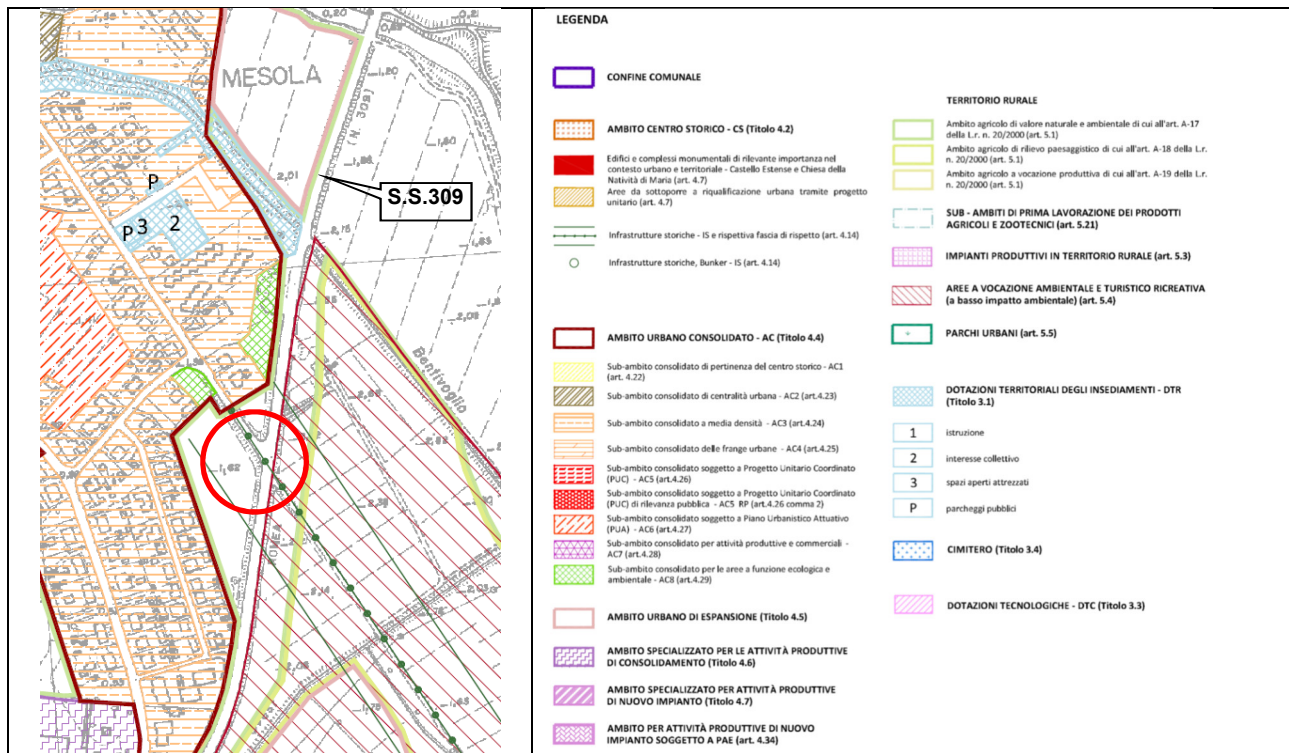 MESOLA
(N. 309)
S.S.309
2,01
1,86
P
P 3 2
Bentivoglio
1,62
ROMEA
LEGENDA
CONFINE COMUNALE
AMBITO CENTRO STORICO - CS (Titolo 4.2)
Edifici e complessi monumentali di rilevante importanza nel
contesto urbano e territoriale - Castello Estense e Chiesa della
Natività di Maria (art. 4.7)
Aree da sottoporre a riqualificazione urbana tramite progetto
unitario (art. 4.7)
Infrastrutture storiche - IS e rispettiva fascia di rispetto (art. 4.14)
Infrastrutture storiche, Bunker - IS (art. 4.14)
AMBITO URBANO CONSOLIDATO - AC (Titolo 4.4)
Sub-ambito consolidato di pertinenza del centro storico - AC1
(art. 4.22)
Sub-ambito consolidato di centralità urbana - AC2 (art.4.23)
Sub-ambito consolidato a media densità - AC3 (art.4.24)
Sub-ambito consolidato delle frange urbane - AC4 (art.4.25)
Sub-ambito consolidato soggetto a Progetto Unitario Coordinato
(PUC) - AC5 (art.4.26)
Sub-ambito consolidato soggetto a Progetto Unitario Coordinato
(PUC) di rilevanza pubblica - AC5_RP (art.4.26 comma 2)
Sub-ambito consolidato soggetto a Piano Urbanistico Attuativo
(PUA) - AC6 (art.4.27)
Sub-ambito consolidato per attività produttive e commerciali -
AC7 (art.4.28)
Sub-ambito consolidato per le aree a funzione ecologica e
ambientale - AC8 (art.4.29)
AMBITO URBANO DI ESPANSIONE (Titolo 4.5)
AMBITO SPECIALIZZATO PER LE ATTIVITÀ PRODUTTIVE
DI CONSOLIDAMENTO (Titolo 4.6)
AMBITO SPECIALIZZATO PER ATTIVITÀ PRODUTTIVE
DI NUOVO IMPIANTO (Titolo 4.7)
AMBITO PER ATTIVITÀ PRODUTTIVE DI NUOVO
IMPIANTO SOGGETTO A PAE (art. 4.34)
TERRITORIO RURALE
Ambito agricolo di valore naturale e ambientale di cui all'art. A-17
della L.r. n. 20/2000 (art. 5.1)
Ambito agricolo di rilievo paesaggistico di cui all'art. A-18 della L.r.
n. 20/2000 (art. 5.1)
Ambito agricolo a vocazione produttiva di cui all'art. A-19 della L.r.
n. 20/2000 (art. 5.1)
SUB - AMBITI DI PRIMA LAVORAZIONE DEI PRODOTTI
AGRICOLI E ZOOTECNICI (art. 5.21)
IMPIANTI PRODUTTIVI IN TERRITORIO RURALE (art. 5.3)
AREE A VOCAZIONE AMBIENTALE E TURISTICO RICREATIVA
(a basso impatto ambientale) (art. 5.4)
PARCHI URBANI (art. 5.5)
DOTAZIONI TERRITORIALI DEGLI INSEDIAMENTI - DTR
(Titolo 3.1)
1 istruzione
2 interesse collettivo
3 spazi aperti attrezzati
P parcheggi pubblici
CIMITERO (Titolo 3.4)
DOTAZIONI TECNOLOGICHE - DTC (Titolo 3.3)